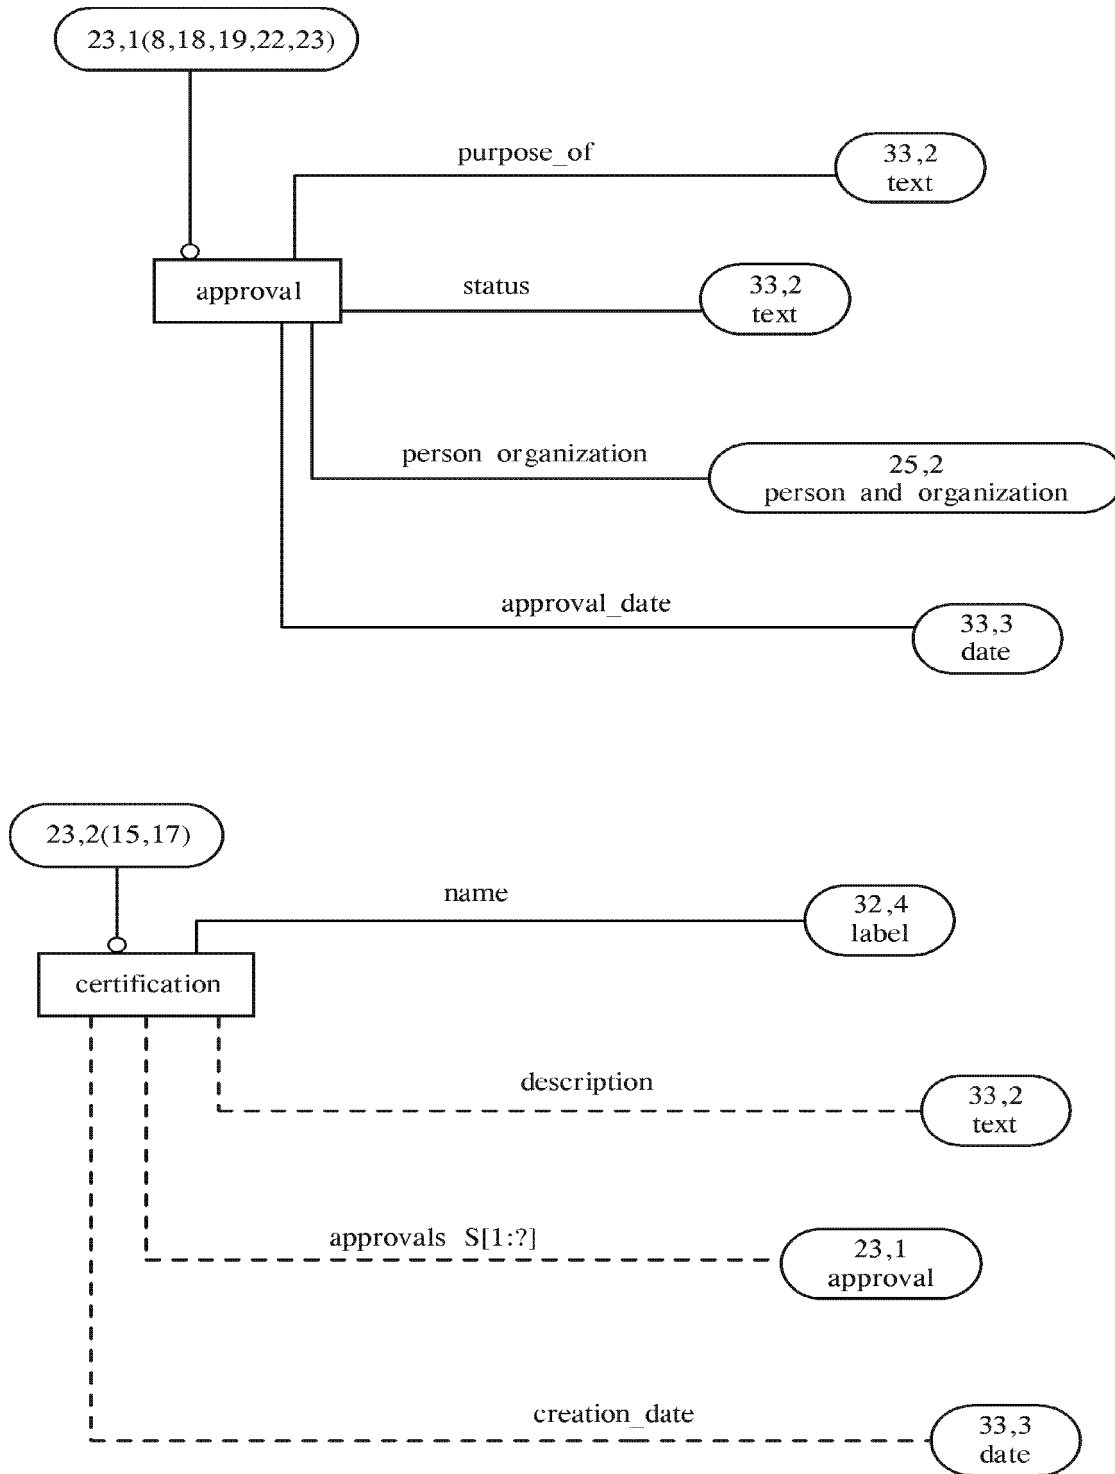 23,1(8,18,19,22,23)
purpose_of
33,2
text
approval
status
33,2
text
person organization
25,2
person and organization
approval_date
33,3
date
23,2(15,17)
name
32,4
label
certification
description
33,2
text
approvals S[1:?]
23,1
approval
creation_date
33,3
date